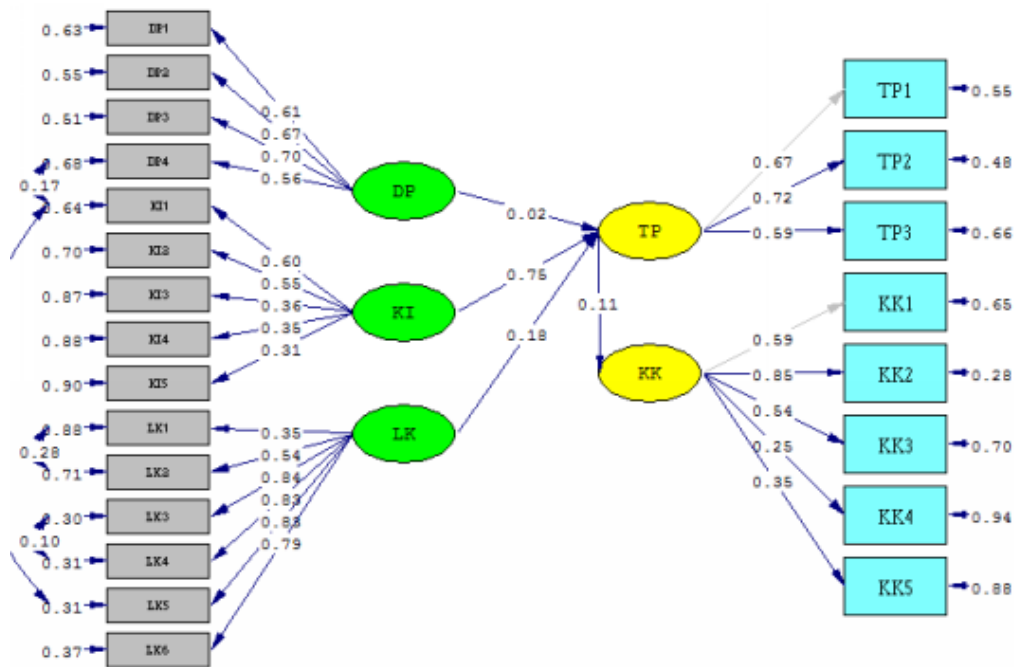 0.63 DP1
0.55 DP2
0.51 DP3
0.68 DP4
0.17
0.64 KI1
0.70 KI2
0.87 KI3
0.88 KI4
0.90 KI5
0.88 LK1
0.28
0.71 LK2
0.30 LK3
0.10
0.31 LK4
0.31 LK5
0.37 LK6
0.61
0.67
0.70
0.56
0.60
0.55
0.36
0.35
0.31
0.35
0.54
0.84
0.83
0.83
0.79
DP
KI
LK
0.02
0.75
0.18
TP
0.11
KK
0.67
0.72
0.59
0.59
0.85
0.54
0.25
0.35
TP1 0.55
TP2 0.48
TP3 0.66
KK1 0.65
KK2 0.28
KK3 0.70
KK4 0.94
KK5 0.88